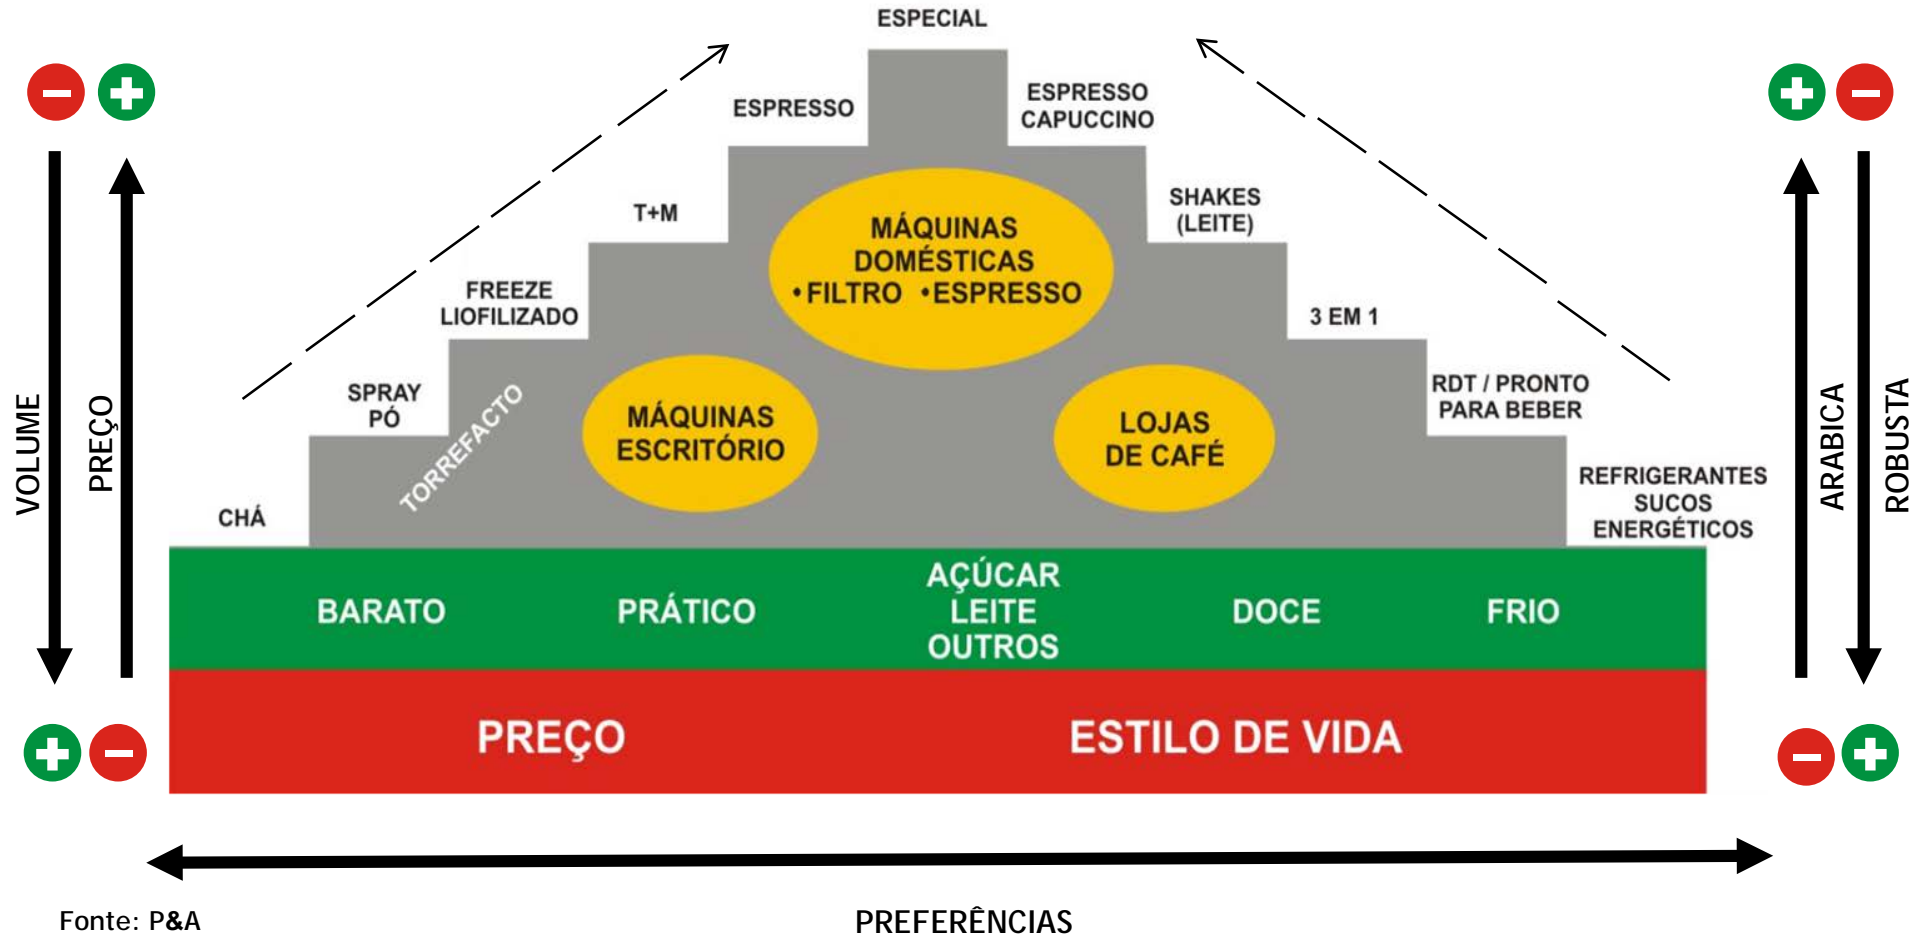 ESPECIAL
ESPRESSO
ESPRESSO
CAPUCCINO
T+M
SHAKES
(LEITE)
MÁQUINAS
DOMÉSTICAS
•FILTRO •ESPRESSO
FREEZE
LIOFILIZADO
3 EM 1
SPRAY
PÓ
TORREFACTO
MÁQUINAS
ESCRITÓRIO
LOJAS
DE CAFÉ
RDT / PRONTO
PARA BEBER
CHÁ
REFRIGERANTES
SUCOS
ENERGÉTICOS
VOLUME
PREÇO
ARABICA
ROBUSTA
BARATO
PRÁTICO
AÇÚCAR
LEITE
OUTROS
DOCE
FRIO
PREÇO
ESTILO DE VIDA
Fonte: P&A
PREFERÊNCIAS